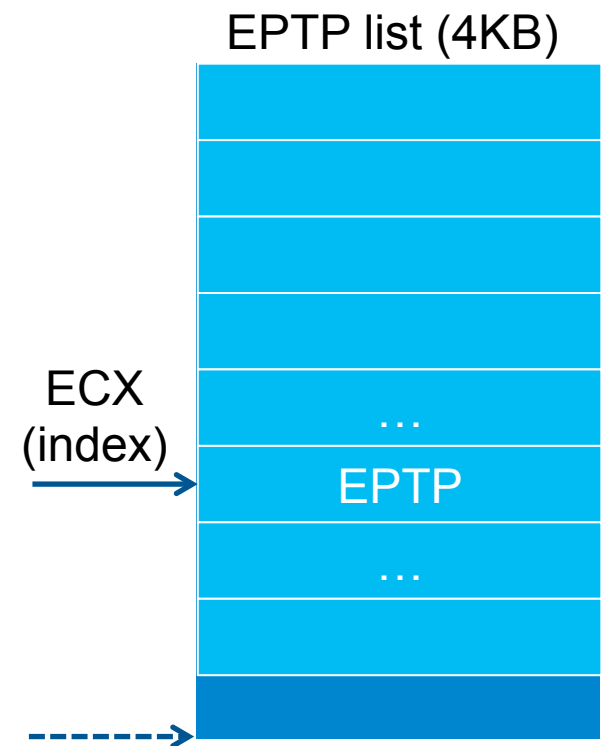 EPTP list (4KB)
...
ECX
(index)
EPTP
...